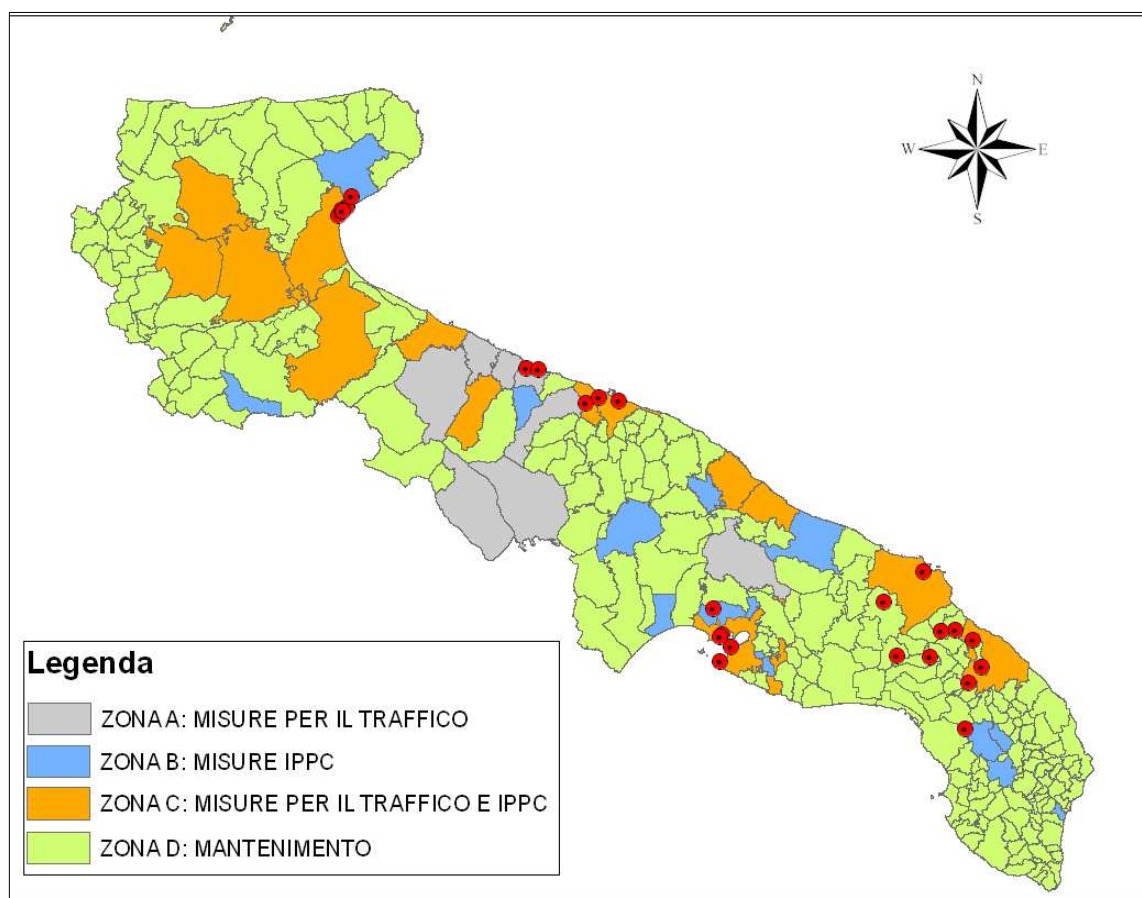 N
W E
S
Legenda
ZONA A: MISURE PER IL TRAFFICO
ZONA B: MISURE IPPC
ZONA C: MISURE PER IL TRAFFICO E IPPC
ZONA D: MANTENIMENTO